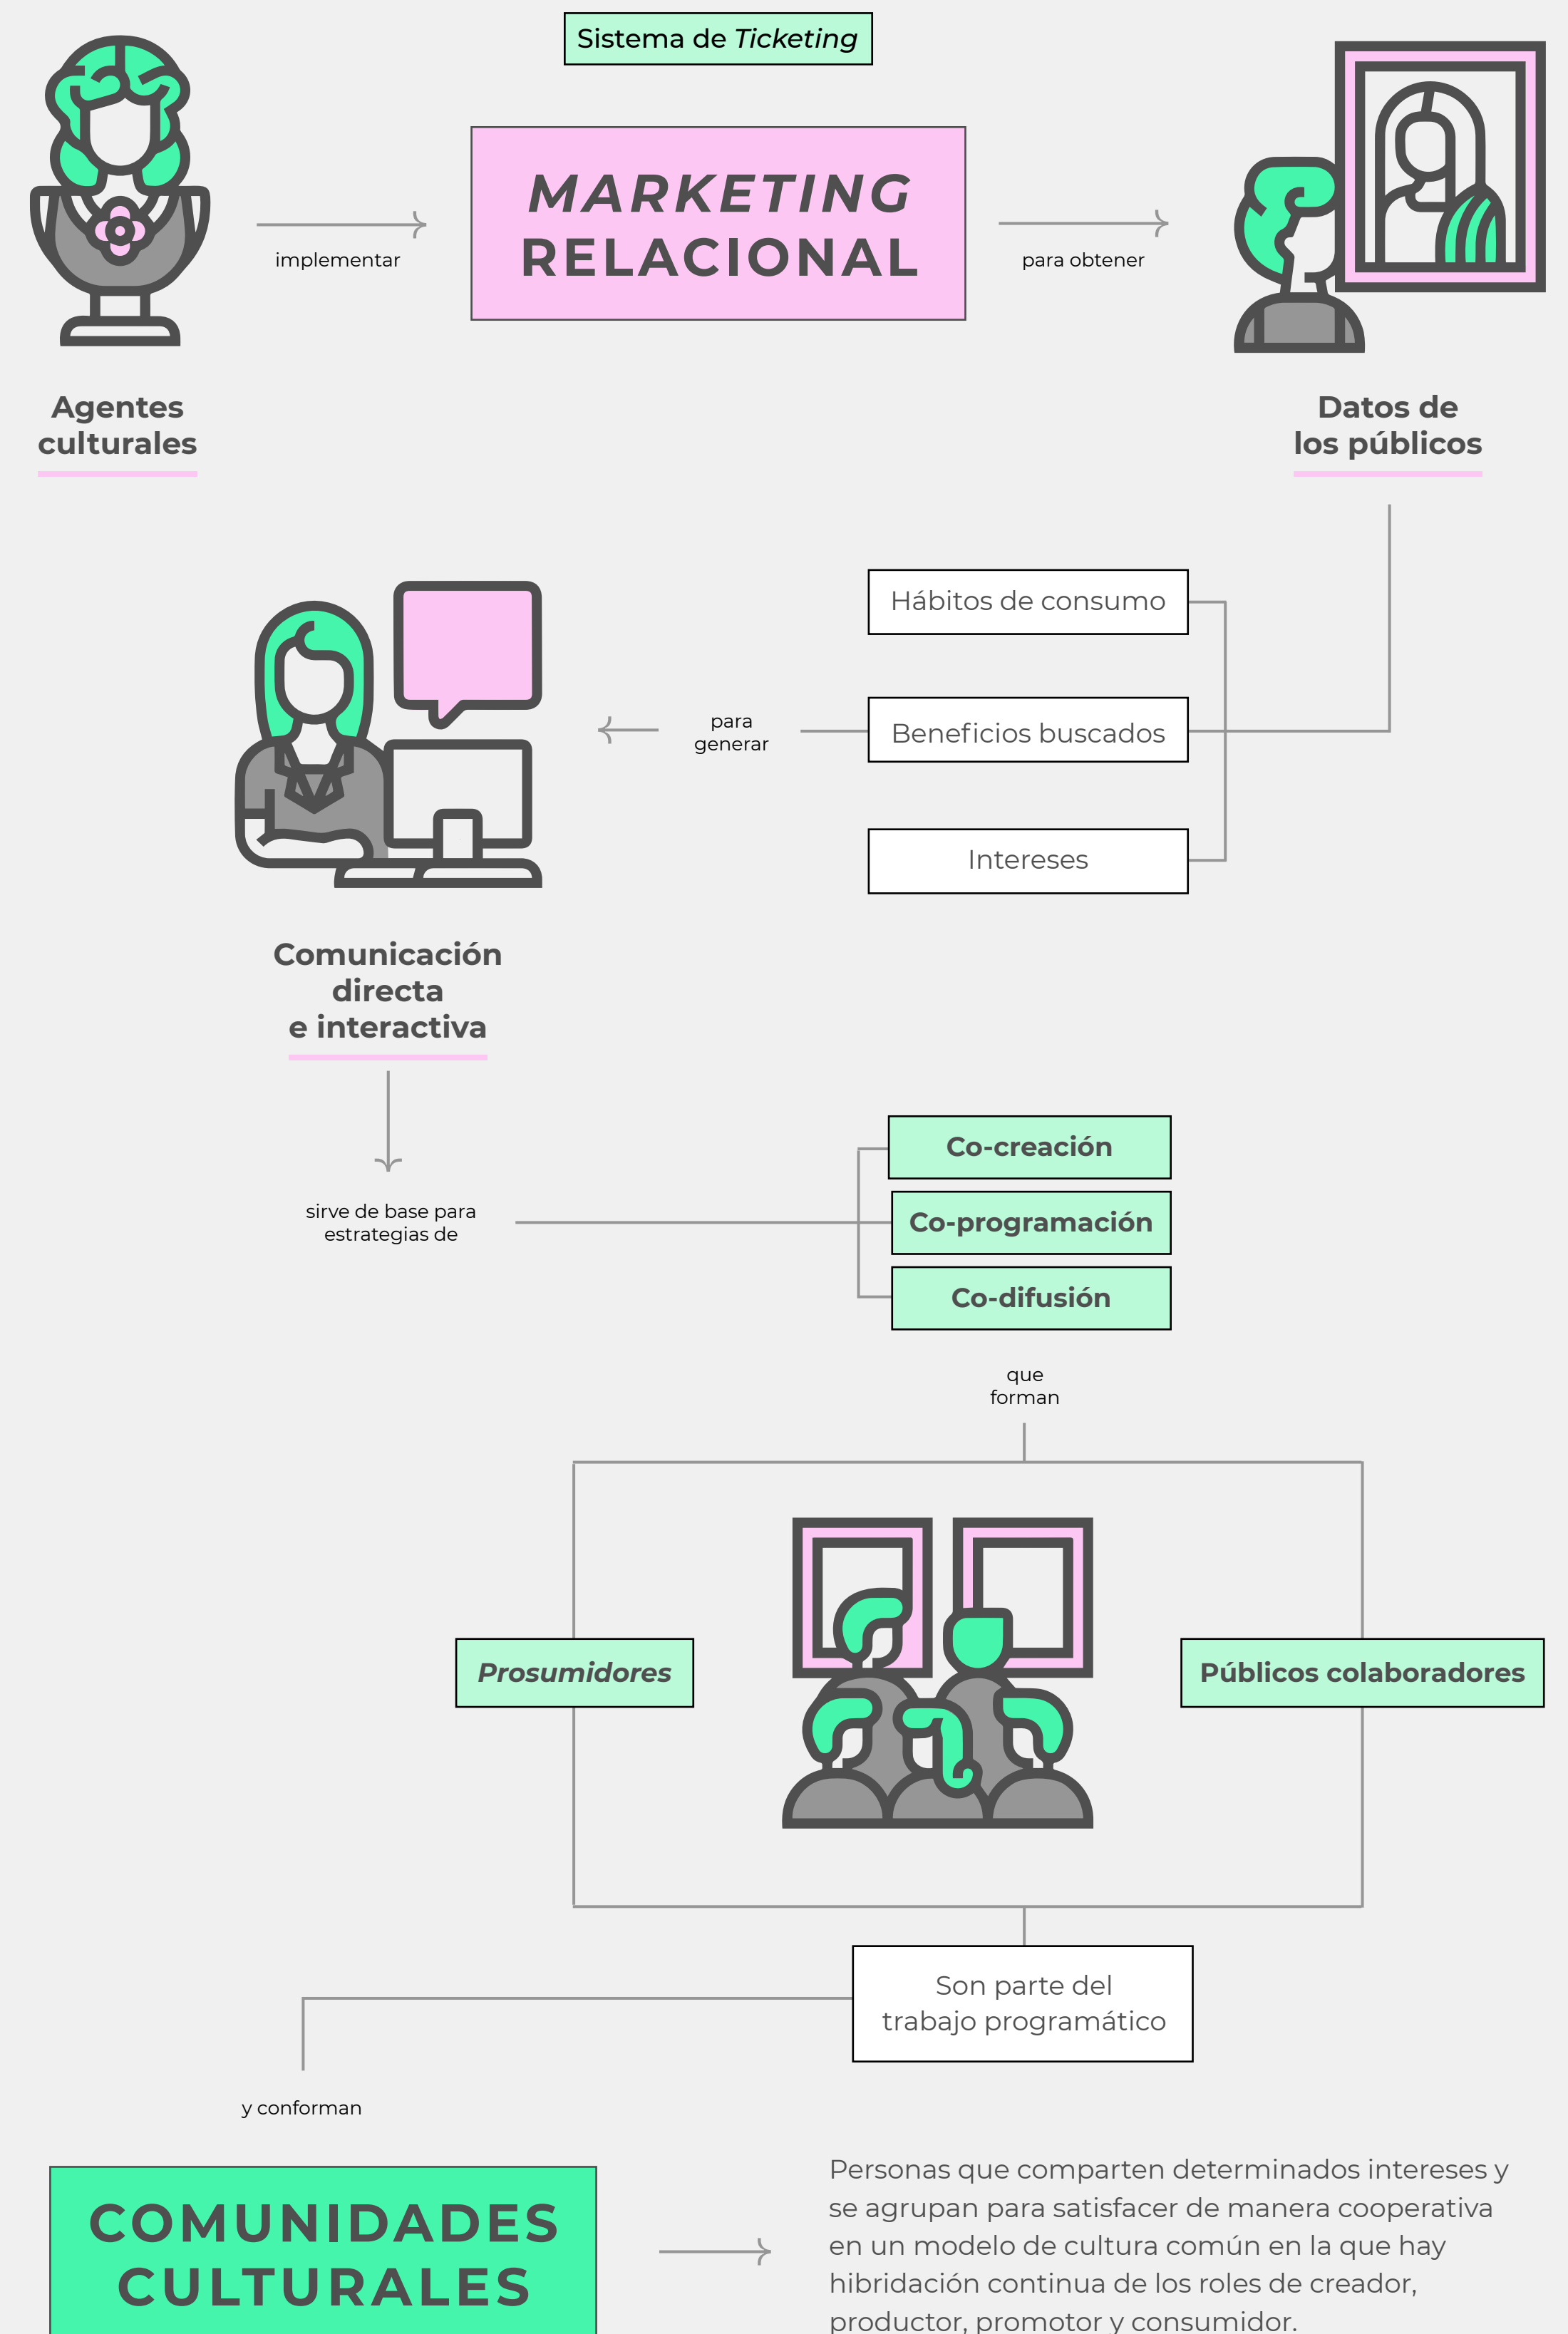 Sistema de Ticketing
MARKETING
RELACIONAL
implementar
para obtener
Agentes
culturales
Datos de
los públicos
Hábitos de consumo
Beneficios buscados
Intereses
para
generar
Comunicación
directa
e interactiva
sirve de base para
estrategias de
Co-creación
Co-programación
Co-difusión
que
forman
Prosumidores
Públicos colaboradores
Son parte del
trabajo programático
y conforman
COMUNIDADES
CULTURALES
Personas que comparten determinados intereses y
se agrupan para satisfacer de manera cooperativa
en un modelo de cultura común en la que hay
hibridación continua de los roles de creador,
productor, promotor y consumidor.